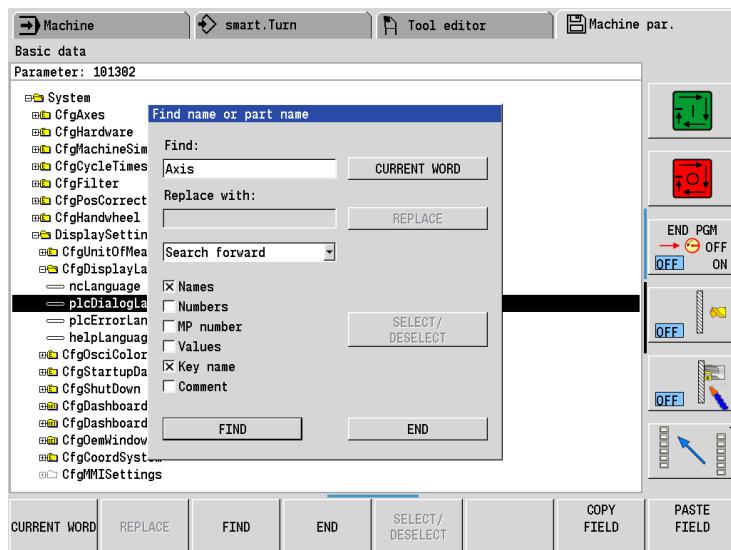 Machine
smart.Turn
Tool editor
Machine par.
Basic data
Parameter: 101302
System
CfgAxes
CfgHardware
CfgMachineSim
CfgCycleTimes
CfgFilter
CfgPosCorrect
CfgHandwheel
DisplaySettin
CfgUnitOfMea
CfgDisplayLa
ncLanguage
plcDialogLa
plcErrorLan
helpLanguag
CfgOsciColor
CfgStartupDa
CfgShutDown
CfgDashboard
CfgDashboard
CfgOemWindow
CfgCoordSystem
CfgMMISettings
Find name or part name
Find:
Axis
CURRENT WORD
Replace with:
REPLACE
Search forward
Names
Numbers
MP number
Values
Key name
Comment
SELECT/
DESELECT
FIND
END
END PGM
OFF
OFF ON
OFF
OFF
CURRENT WORD
REPLACE
FIND
END
SELECT/
DESELECT
COPY
FIELD
PASTE
FIELD